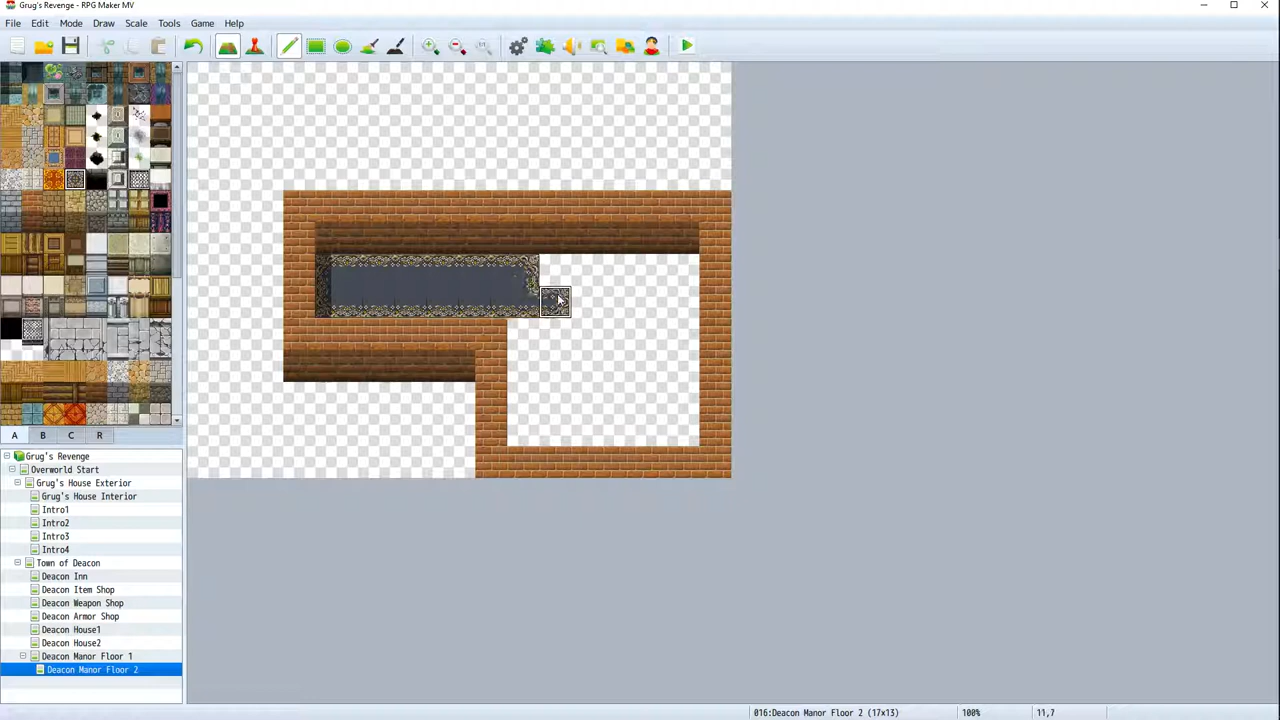 Grug's Revenge - RPG Maker MV
File Edit Mode Draw Scale Tools Game Help
A B C R
Grug's Revenge
Overworld Start
Grug's House Exterior
Grug's House Interior
Intro1
Intro2
Intro3
Intro4
Town of Deacon
Deacon Inn
Deacon Item Shop
Deacon Weapon Shop
Deacon Armor Shop
Deacon House1
Deacon House2
Deacon Manor Floor 1
Deacon Manor Floor 2
016:Deacon Manor Floor 2 (17x13) 100% 11,7